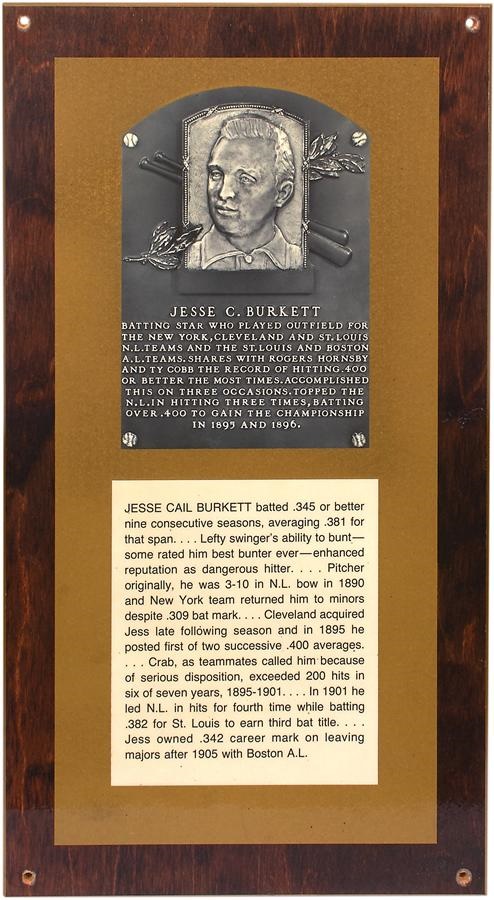 JESSE C. BURKETT
BATTING STAR WHO PLAYED OUTFIELD FOR
THE NEW YORK, CLEVELAND AND ST. LOUIS
N.L. TEAMS AND THE ST. LOUIS AND BOSTON
A.L. TEAMS. SHARES WITH ROGERS HORNSBY
AND TY COBB THE RECORD OF HITTING .400
OR BETTER THE MOST TIMES. ACCOMPLISHED
THIS ON THREE OCCASIONS. TOPPED THE
N.L. IN HITTING THREE TIMES, BATTING
OVER .400 TO GAIN THE CHAMPIONSHIP
IN 1895 AND 1896.
JESSE CAIL BURKETT batted .345 or better
nine consecutive seasons, averaging .381 for
that span. . . . Lefty swinger's ability to bunt—
some rated him best bunter ever—enhanced
reputation as dangerous hitter. . . . Pitcher
originally, he was 3-10 in N.L. bow in 1890
and New York team returned him to minors
despite .309 bat mark. . . . Cleveland acquired
Jess late following season and in 1895 he
posted first of two successive .400 averages.
. . . Crab, as teammates called him because
of serious disposition, exceeded 200 hits in
six of seven years, 1895-1901. . . . In 1901 he
led N.L. in hits for fourth time while batting
.382 for St. Louis to earn third bat title. . . .
Jess owned .342 career mark on leaving
majors after 1905 with Boston A.L.